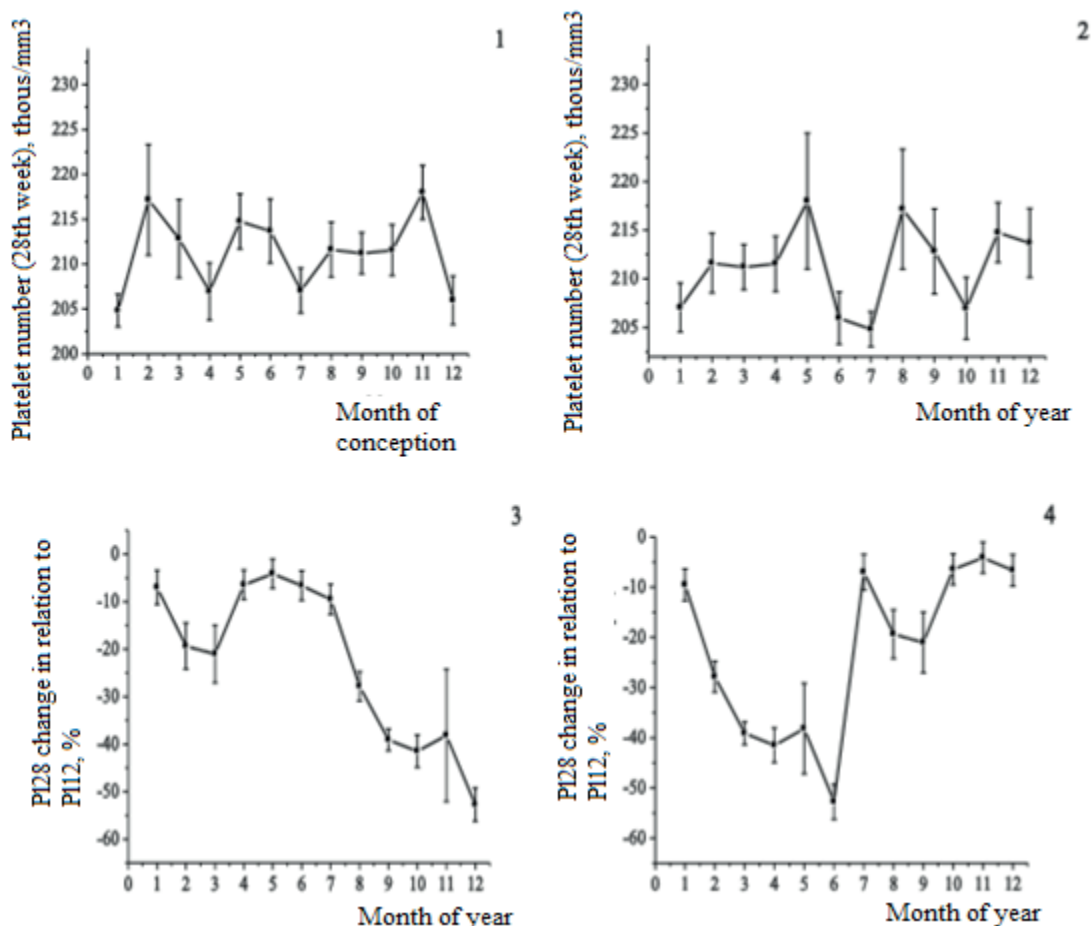 1
Platelet number (28th week), thous/mm3
230
225
220
215
210
205
200
0 1 2 3 4 5 6 7 8 9 10 11 12
Month of
conception
2
Platelet number (28th week), thous/mm3
230
225
220
215
210
205
0 1 2 3 4 5 6 7 8 9 10 11 12
Month of year
3
Pl28 change in relation to
Pl12, %
0
-10
-20
-30
-40
-50
-60
0 1 2 3 4 5 6 7 8 9 10 11 12
Month of year
4
Pl28 change in relation to
Pl12, %
0
-10
-20
-30
-40
-50
-60
0 1 2 3 4 5 6 7 8 9 10 11 12
Month of year